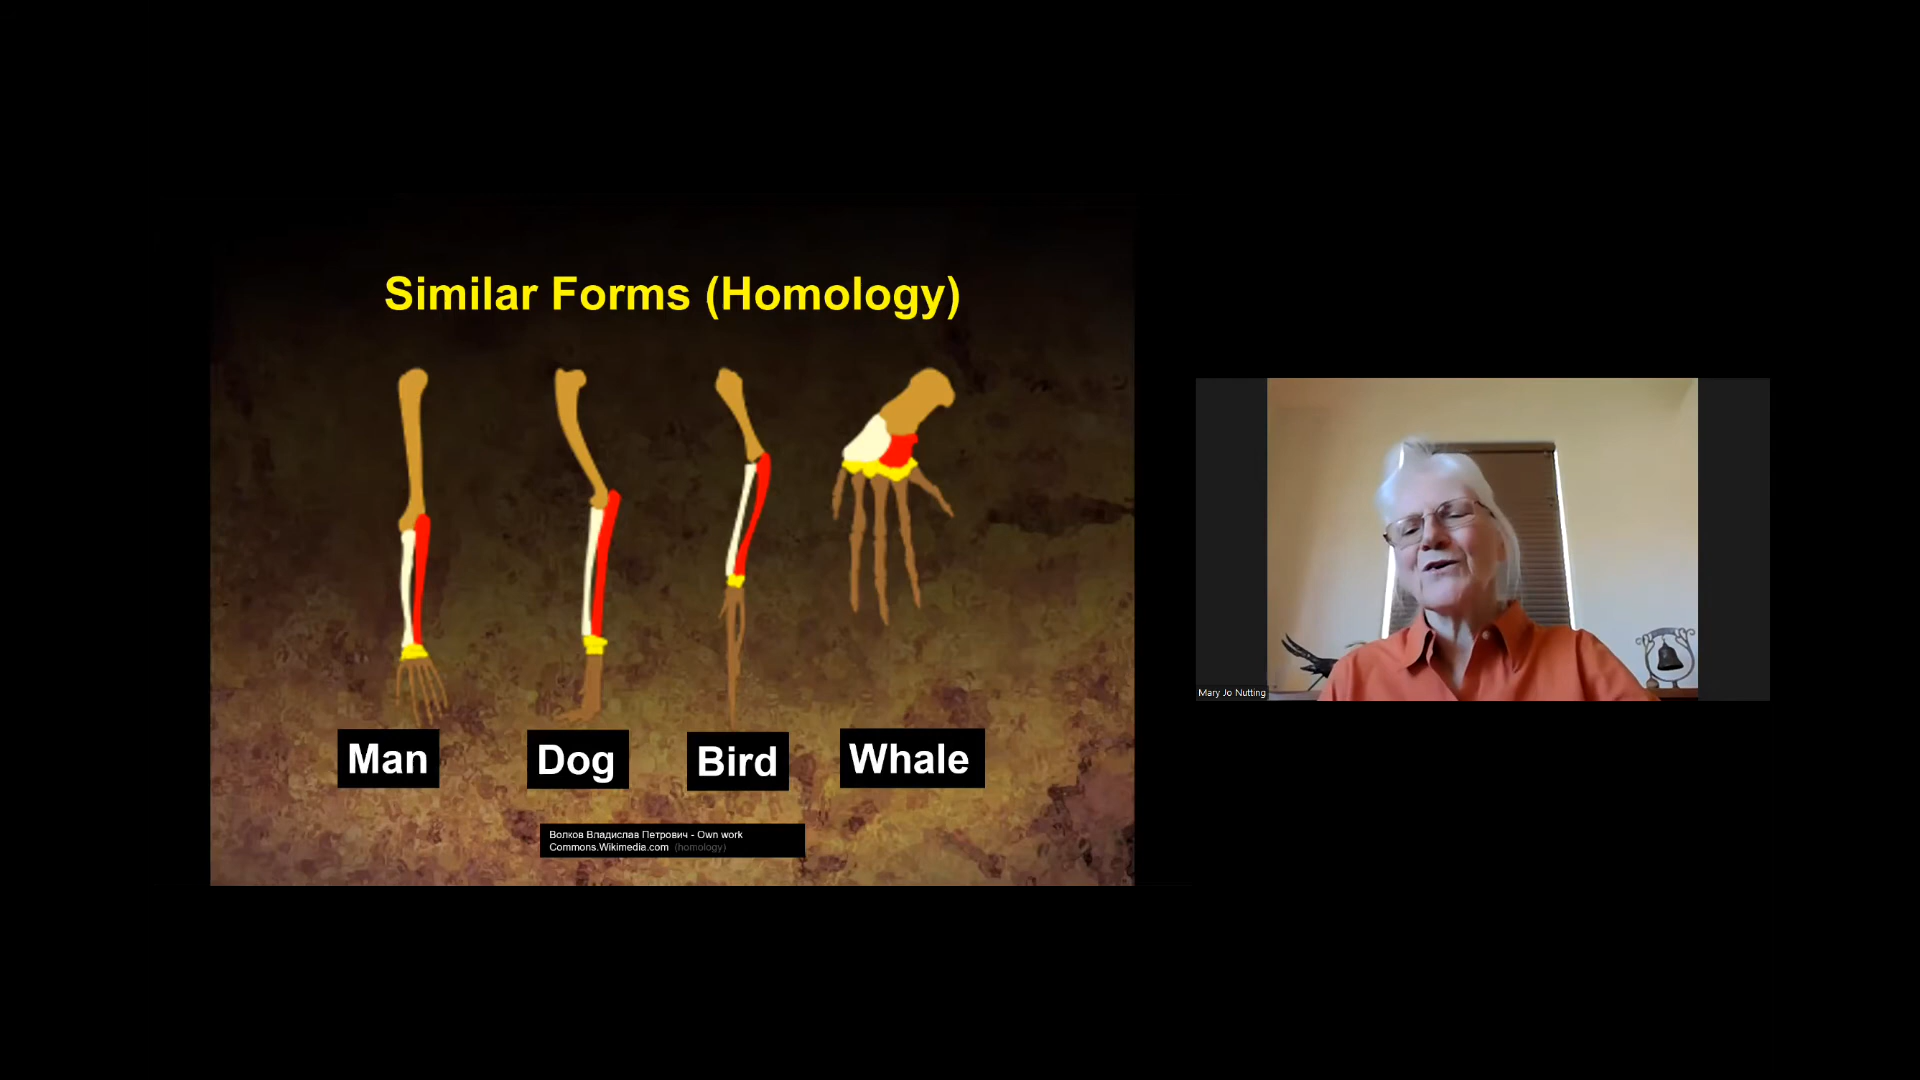 Similar Forms (Homology)
Man
Dog
Bird
Whale
Волков Владислав Петрович - Own work
Commons.Wikimedia.com (homology)
Mary Jo Nutting